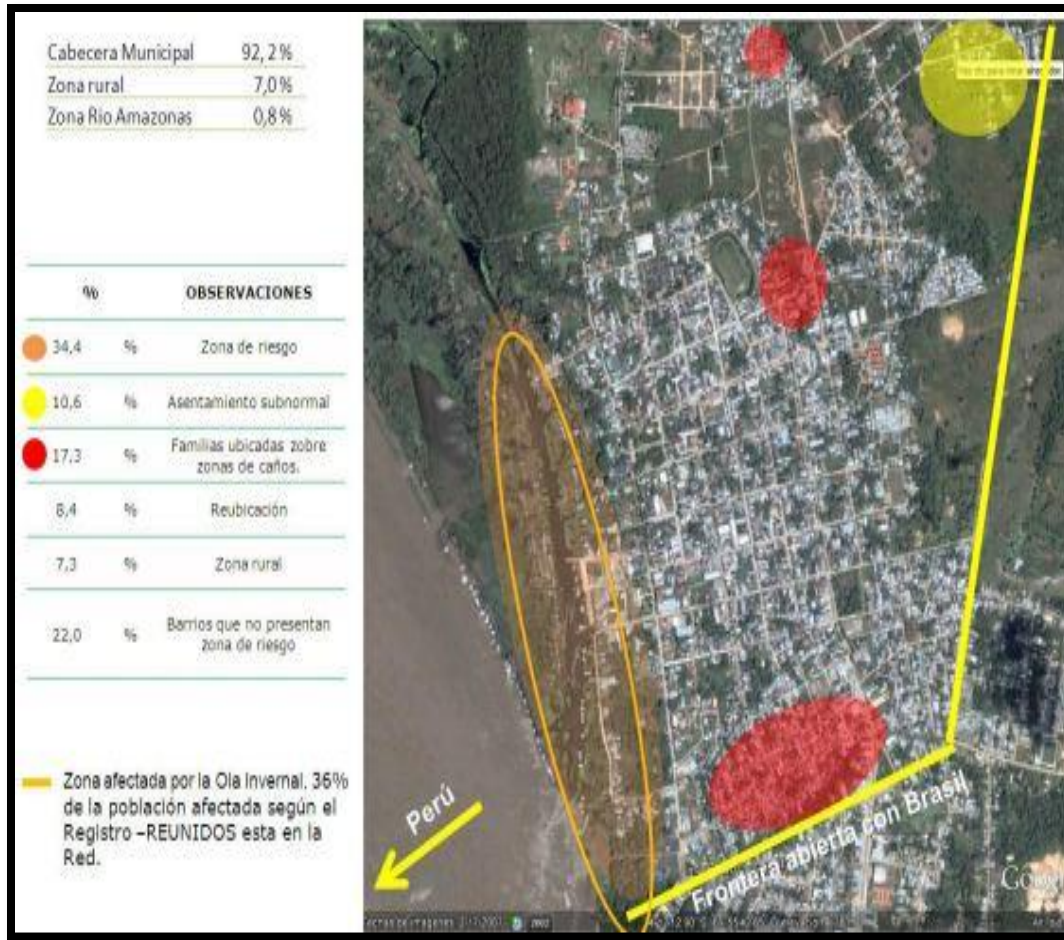 Cabecera Municipal 92,2%
Zona rural 7,0%
Zona Rio Amazonas 0,8%
% OBSERVACIONES
34,4 % Zona de riesgo
10,6 % Asentamiento subnormal
17,3 % Familias ubicadas zobre
zonas de caños.
8,4 % Reubicación
7,3 % Zona rural
22,0 % Barrios que no presentan
zona de riesgo
Zona afectada por la Ola Invernal, 36%
de la población afectada según el
Registro –REUNIDOS esta en la
Red.
Perú
Frontera abierta con Brasil